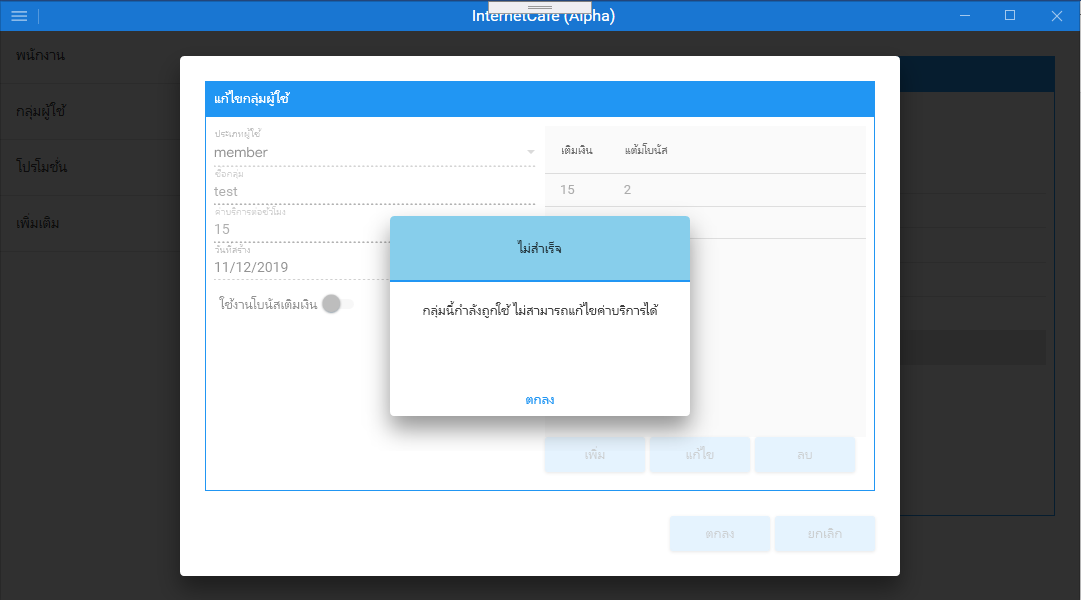 InternetCafe (Alpha)
พนักงาน
กลุ่มผู้ใช้
โปรโมชั่น
เพิ่มเติม
แก้ไขกลุ่มผู้ใช้
ประเภทผู้ใช้
member
ชื่อกลุ่ม
test
ค่าบริการต่อชั่วโมง
15
วันที่สร้าง
11/12/2019
ใช้งานโบนัสเติมเงิน
เติมเงิน แต้มโบนัส
15 2
ไม่สำเร็จ
กลุ่มนี้กำลังถูกใช้ ไม่สามารถแก้ไขค่าบริการได้
ตกลง
เพิ่ม แก้ไข ลบ
ตกลง ยกเลิก